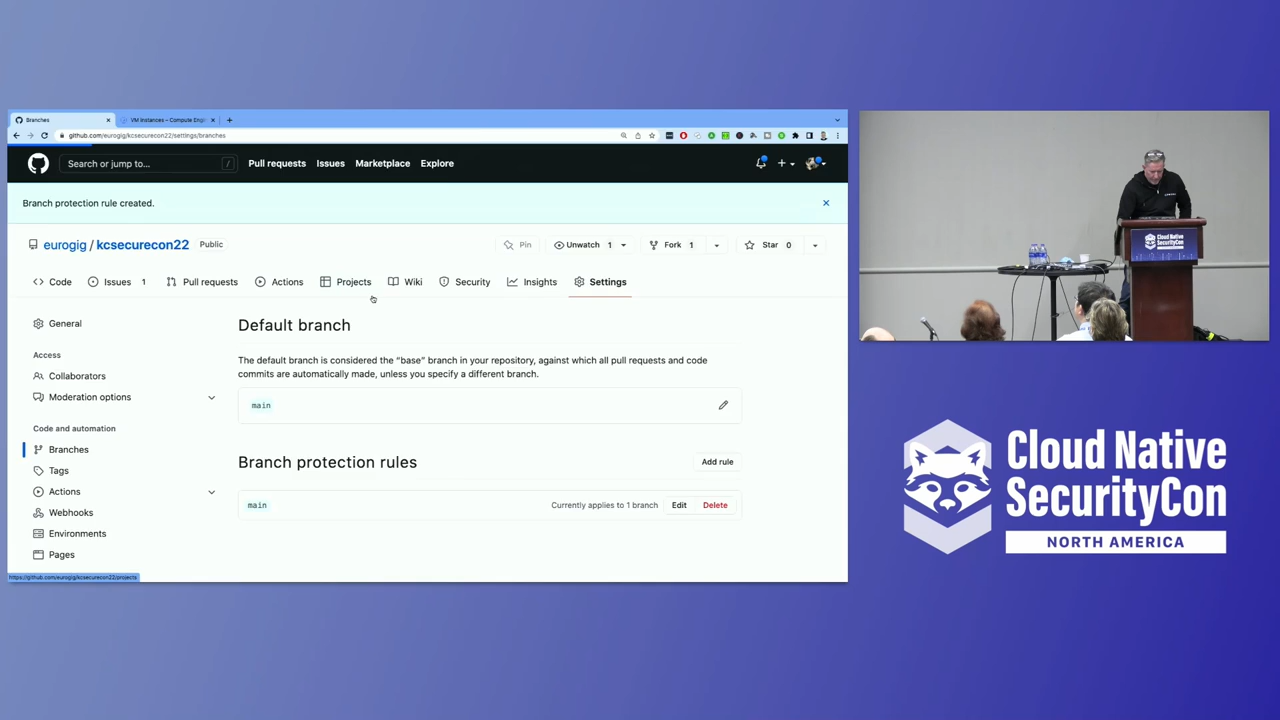 Branches
VM instances – Compute Engi
github.com/eurogig/kcsecurecon22/settings/branches
Search or jump to...
/
Pull requests
Issues
Marketplace
Explore
Branch protection rule created.
eurogig / kcsecurecon22
Public
Pin
Unwatch 1
Fork 1
Star 0
Code
Issues 1
Pull requests
Actions
Projects
Wiki
Security
Insights
Settings
General
Access
Collaborators
Moderation options
Code and automation
Branches
Tags
Actions
Webhooks
Environments
Pages
Default branch
The default branch is considered the “base” branch in your repository, against which all pull requests and code
commits are automatically made, unless you specify a different branch.
main
Branch protection rules
Add rule
main
Currently applies to 1 branch
Edit
Delete
https://github.com/eurogig/kcsecurecon22/projects
Cloud Native
SecurityCon
Cloud Native
SecurityCon
NORTH AMERICA